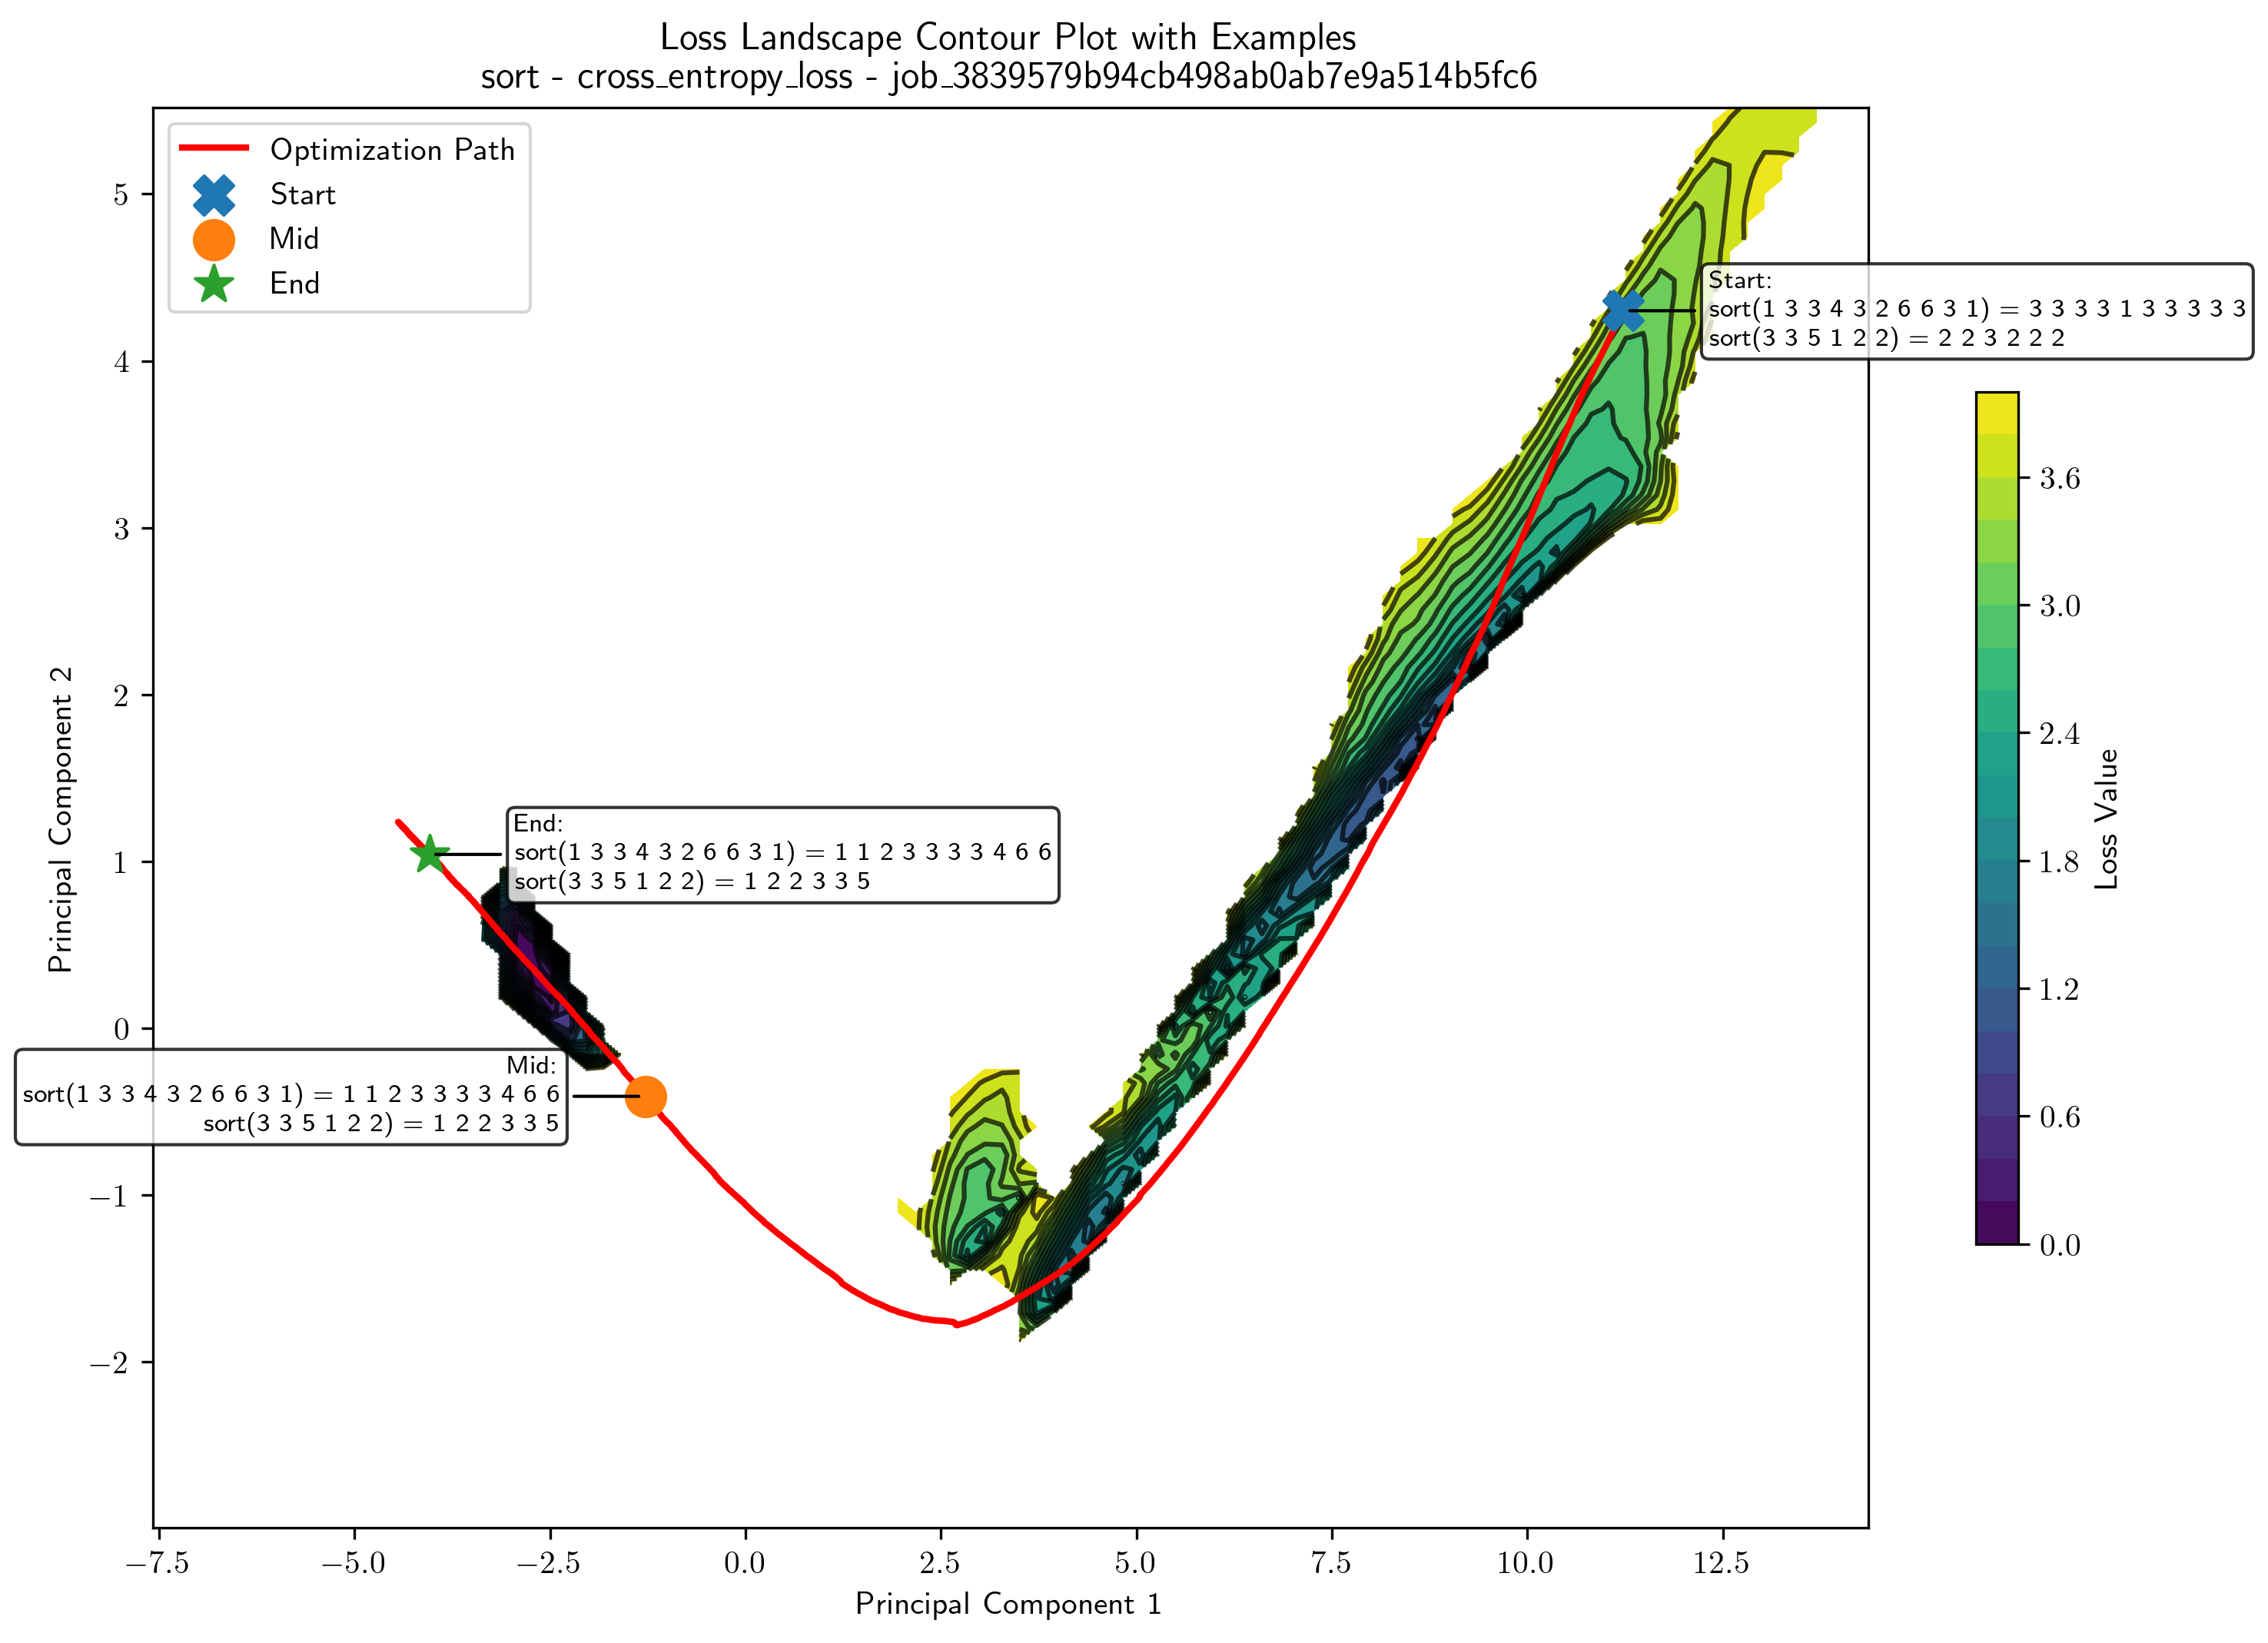 Loss Landscape Contour Plot with Examples
sort - cross_entropy_loss - job_3839579b94cb498ab0ab7e9a514b5fc6
Optimization Path
Start
Mid
End
5
4
3
2
1
0
−1
−2
Principal Component 2
Start:
sort(1 3 3 4 3 2 6 6 3 1) = 3 3 3 3 1 3 3 3 3 3
sort(3 3 5 1 2 2) = 2 2 3 2 2 2
End:
sort(1 3 3 4 3 2 6 6 3 1) = 1 1 2 3 3 3 3 4 6 6
sort(3 3 5 1 2 2) = 1 2 2 3 3 5
Mid:
sort(1 3 3 4 3 2 6 6 3 1) = 1 1 2 3 3 3 3 4 6 6
sort(3 3 5 1 2 2) = 1 2 2 3 3 5
3.6
3.0
2.4
1.8
1.2
0.6
0.0
Loss Value
−7.5 −5.0 −2.5 0.0 2.5 5.0 7.5 10.0 12.5
Principal Component 1